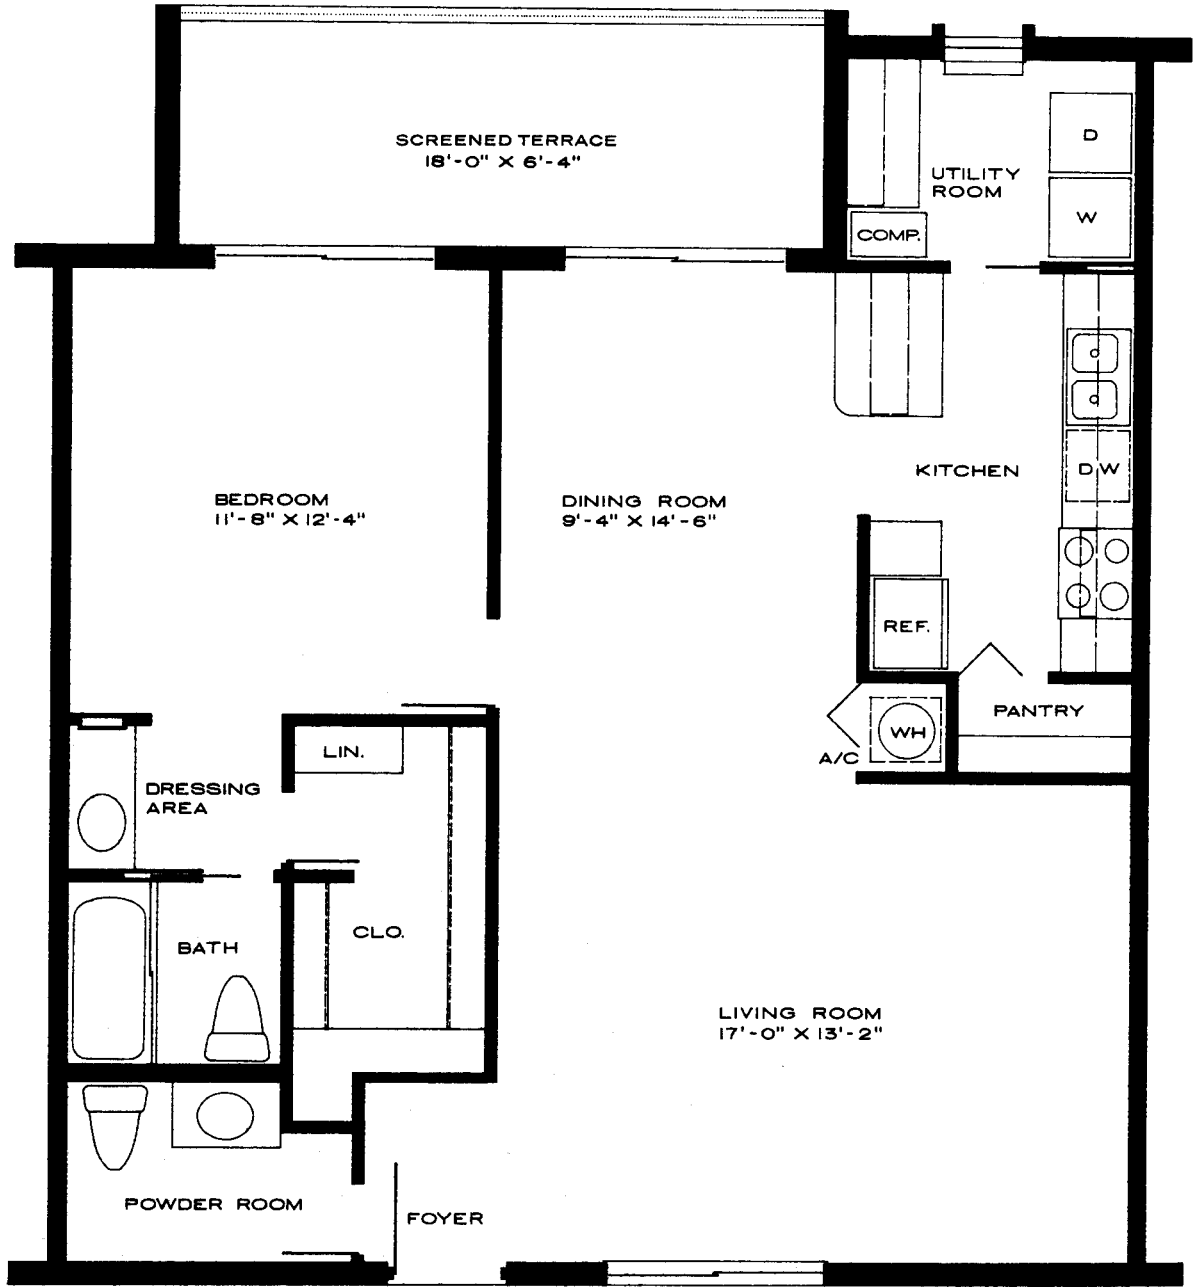 SCREENED TERRACE
18'-0" X 6'-4"
D
UTILITY
ROOM
W
COMP.
KITCHEN
DW
BEDROOM
11'-8" X 12'-4"
DINING ROOM
9'-4" X 14'-6"
REF.
PANTRY
WH
A/C
LIN.
DRESSING
AREA
CLO.
BATH
LIVING ROOM
17'-0" X 13'-2"
POWDER ROOM
FOYER